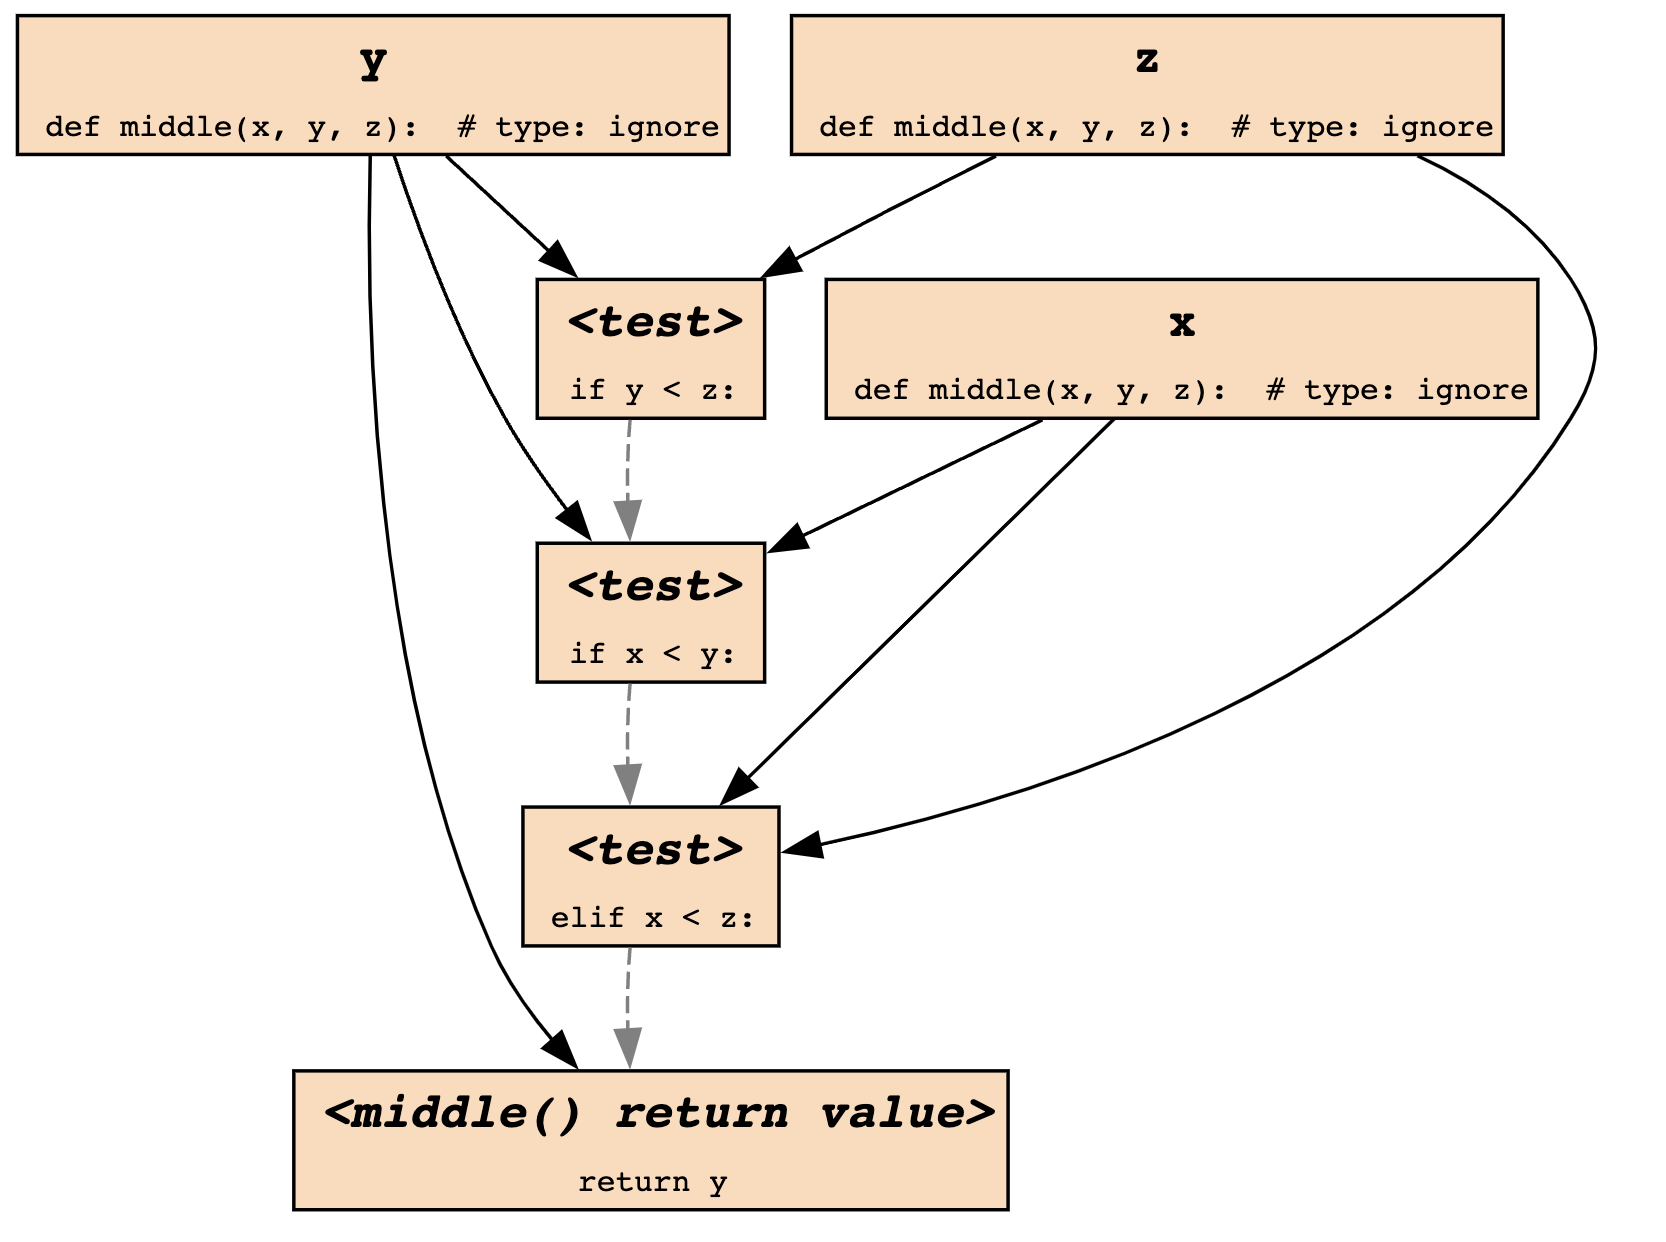 y
def middle(x, y, z):  # type: ignore
z
def middle(x, y, z):  # type: ignore
<test>
if y < z:
x
def middle(x, y, z):  # type: ignore
<test>
if x < y:
<test>
elif x < z:
<middle() return value>
return y